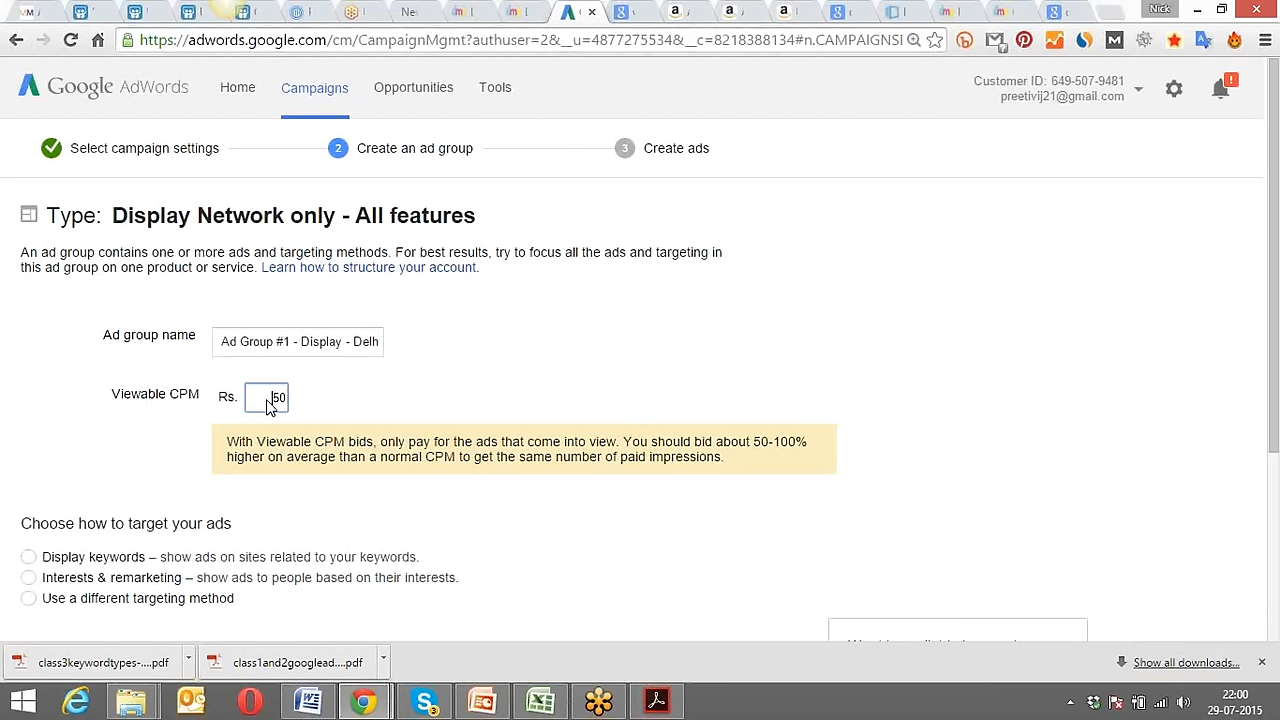 Nick
https://adwords.google.com/cm/CampaignMgmt?authuser=2&__u=4877275534&__c=8218388134#n.CAMPAIGNSI
Google AdWords
Home
Campaigns
Opportunities
Tools
Customer ID: 649-507-9481
preetivij21@gmail.com
Select campaign settings
2 Create an ad group
3 Create ads
Type: Display Network only - All features
An ad group contains one or more ads and targeting methods. For best results, try to focus all the ads and targeting in
this ad group on one product or service. Learn how to structure your account.
Ad group name
Ad Group #1 - Display - Delh
Viewable CPM
Rs.
50
With Viewable CPM bids, only pay for the ads that come into view. You should bid about 50-100%
higher on average than a normal CPM to get the same number of paid impressions.
Choose how to target your ads
Display keywords – show ads on sites related to your keywords.
Interests & remarketing – show ads to people based on their interests.
Use a different targeting method
class3keywordtypes-....pdf
class1and2googlead....pdf
Show all downloads...
22:00
29-07-2015